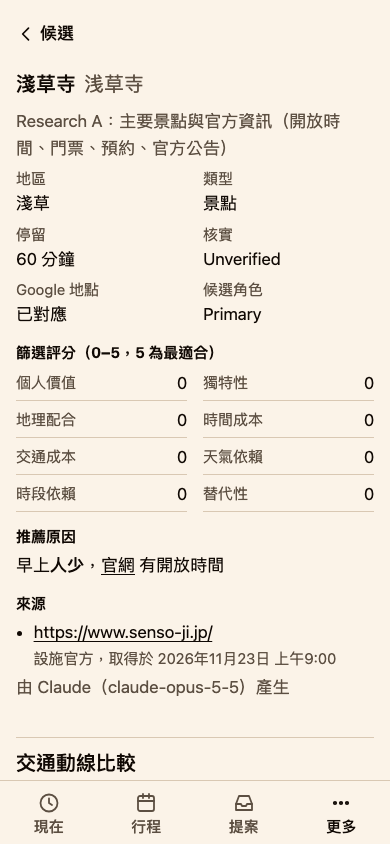 候選
淺草寺 浅草寺
Research A：主要景點與官方資訊（開放時
間、門票、預約、官方公告）
地區 類型
淺草 景點
停留 核實
60 分鐘 Unverified
Google 地點 候選角色
已對應 Primary
篩選評分（0–5，5 為最適合）
個人價值 0 獨特性 0
地理配合 0 時間成本 0
交通成本 0 天氣依賴 0
時段依賴 0 替代性 0
推薦原因
早上人少，官網 有開放時間
來源
• https://www.senso-ji.jp/
設施官方，取得於 2026年11月23日 上午9:00
由 Claude（claude-opus-5-5）產生
交通動線比較
現在 行程 提案 更多